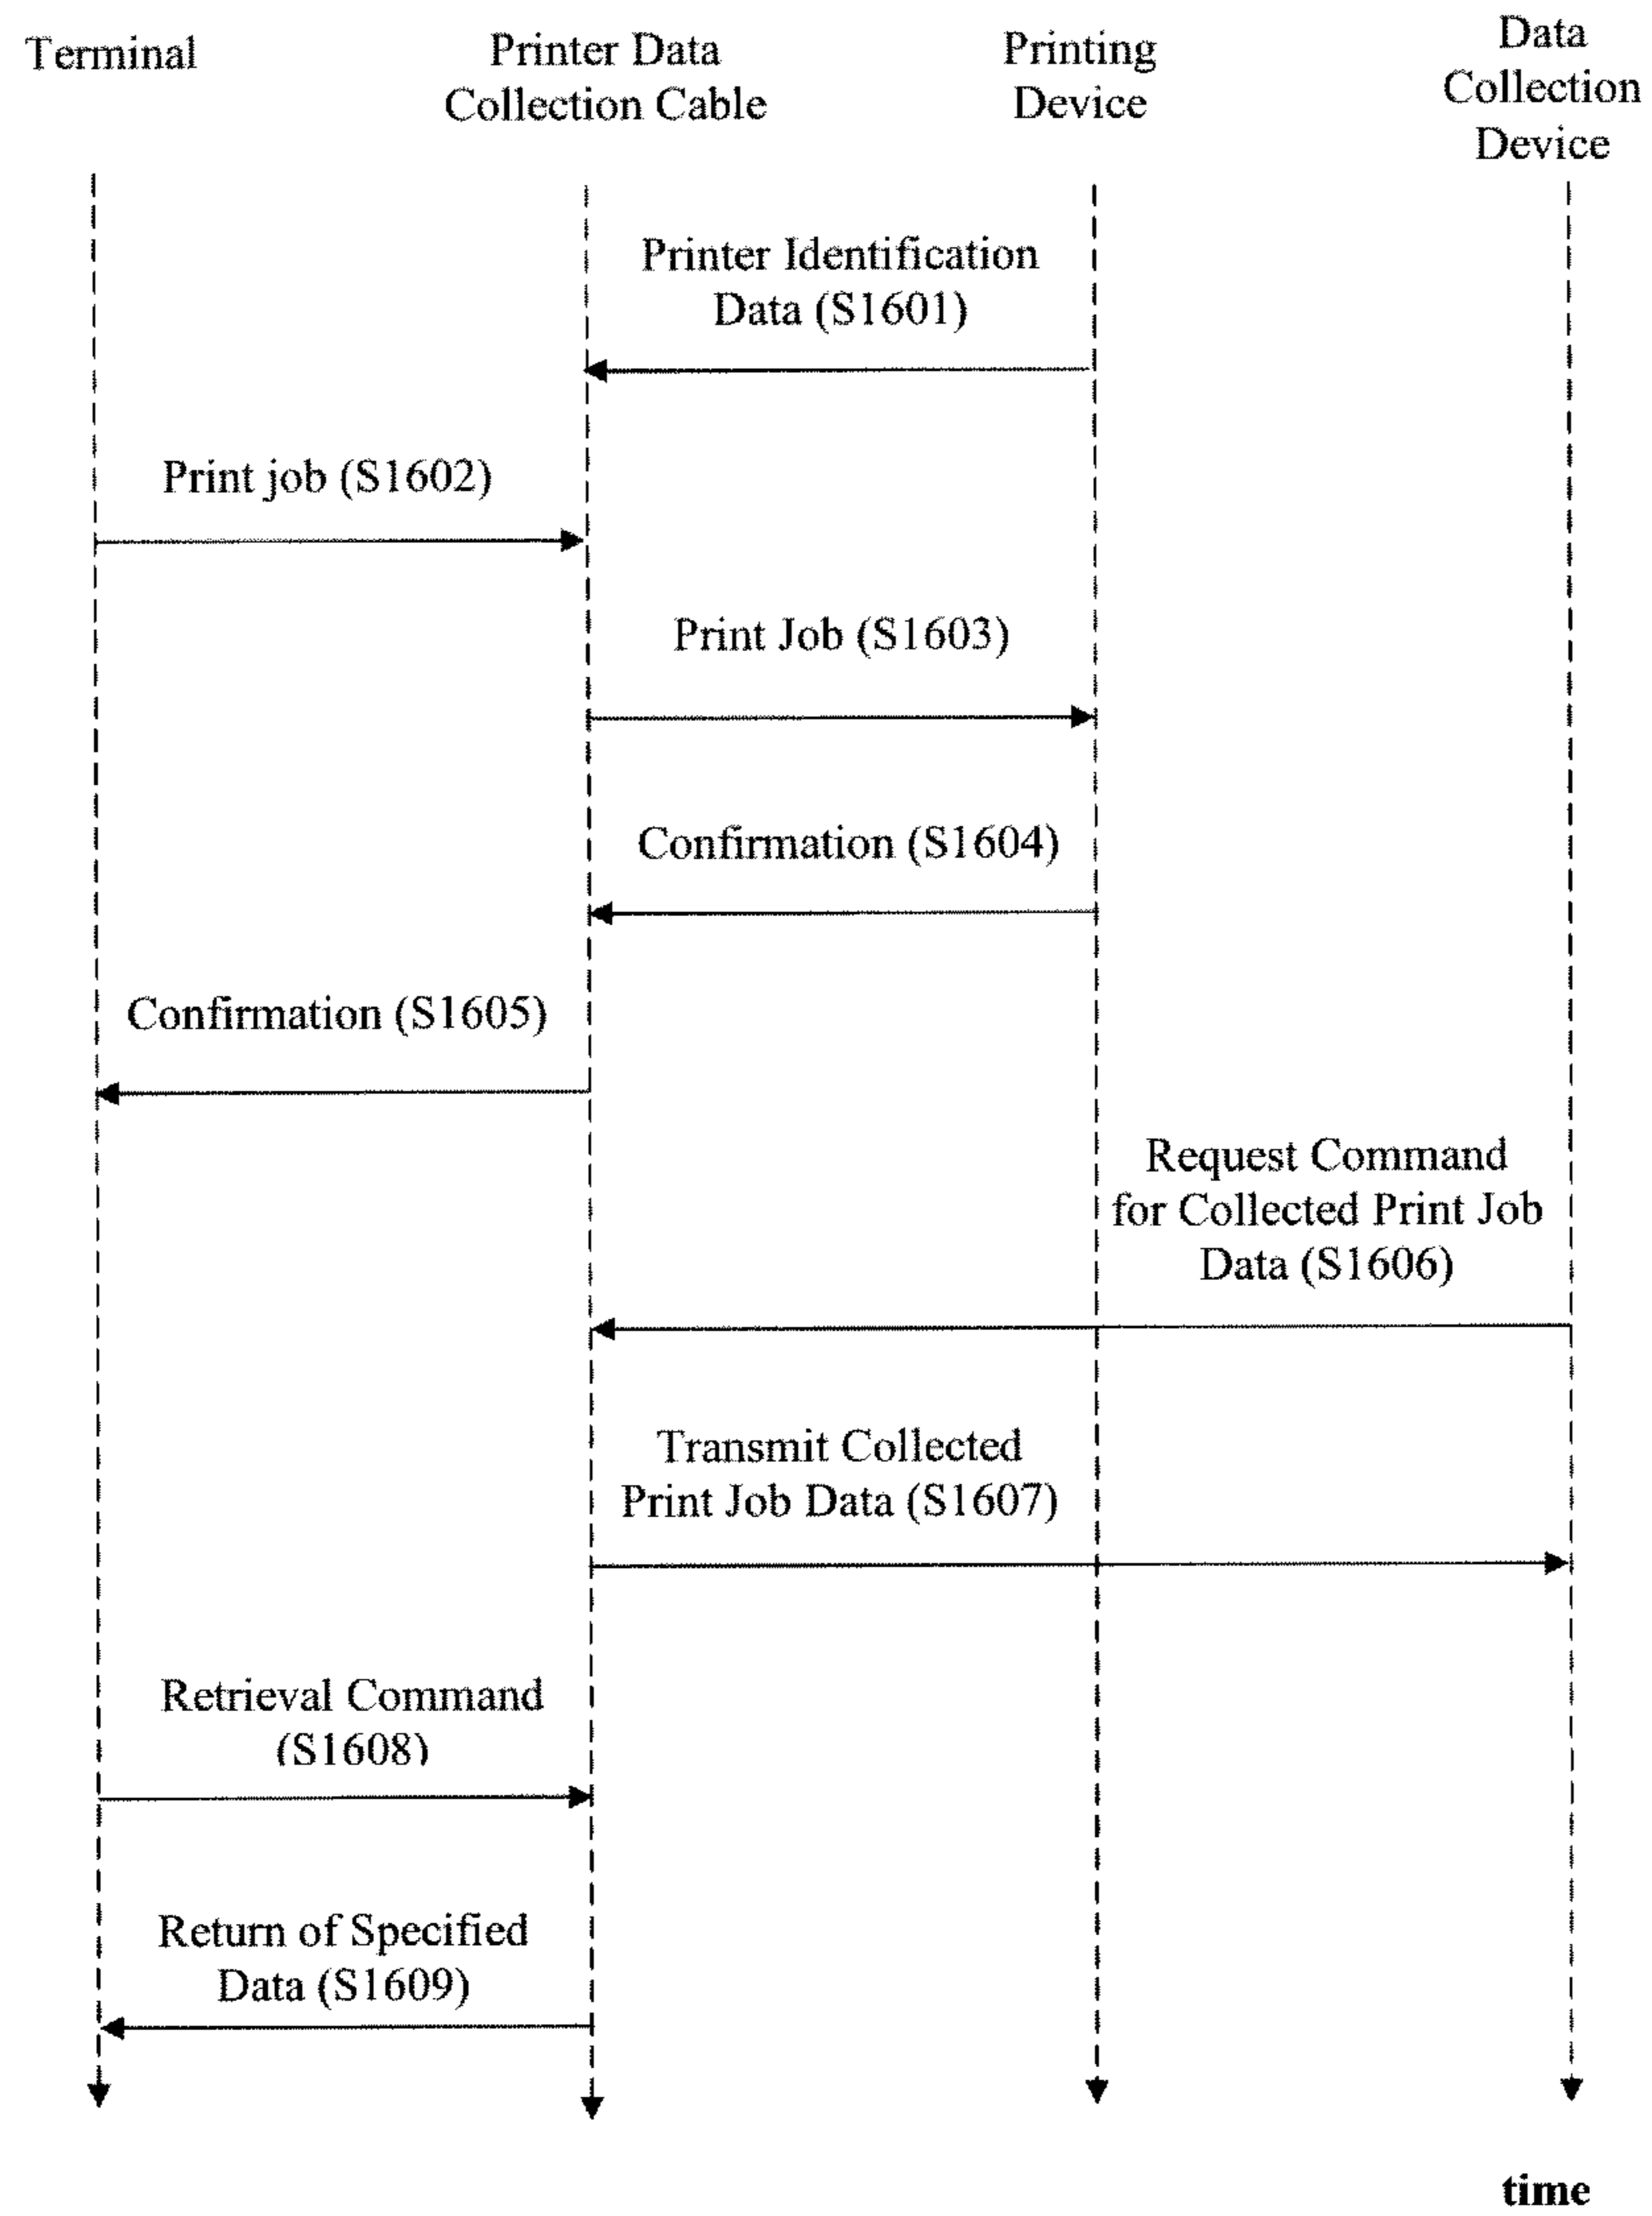 Terminal
Printer Data
Collection Cable
Printing
Device
Data
Collection
Device
Printer Identification
Data (S1601)
Print job (S1602)
Print Job (S1603)
Confirmation (S1604)
Confirmation (S1605)
Request Command
for Collected Print Job
Data (S1606)
Transmit Collected
Print Job Data (S1607)
Retrieval Command
(S1608)
Return of Specified
Data (S1609)
time